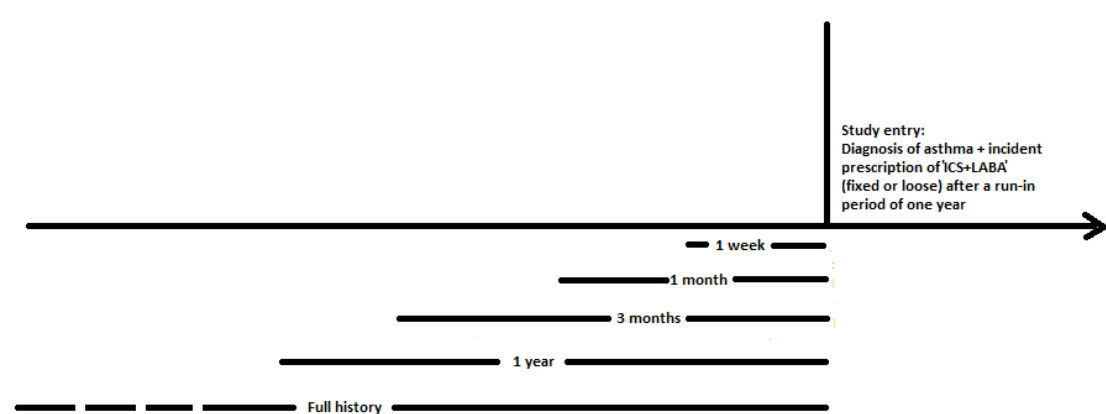 Study entry:
Diagnosis of asthma + incident
prescription of'ICS+LABA'
(fixed or loose) after a run-in
period of one year
1 week
1 month
3 months
1 year
Full history